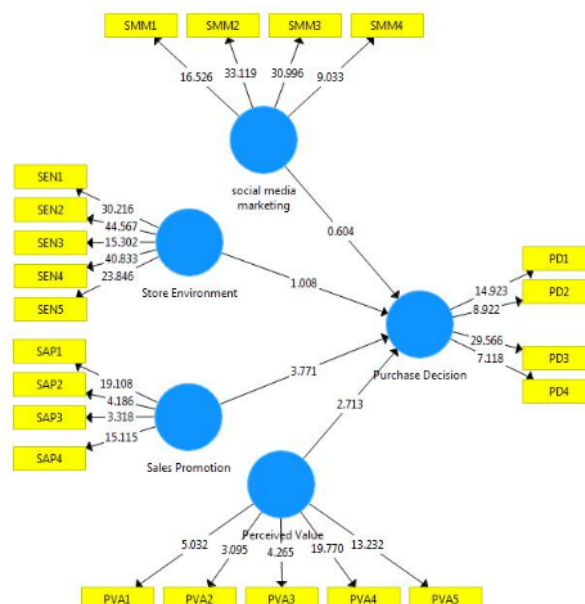 SMM1 SMM2 SMM3 SMM4
16.526 33.119 30.996 9.033
social media
marketing
0.604
SEN1
SEN2
SEN3
SEN4
SEN5
30.216
44.567
15.302
40.833
23.846
Store Environment
1.008
PD1
PD2
PD3
PD4
14.923
8.922
29.566
7.118
Purchase Decision
SAP1
SAP2
SAP3
SAP4
19.108
4.186
3.318
15.115
Sales Promotion
3.771
2.713
Perceived Value
5.032 3.095 4.265 19.770 13.232
PVA1 PVA2 PVA3 PVA4 PVA5